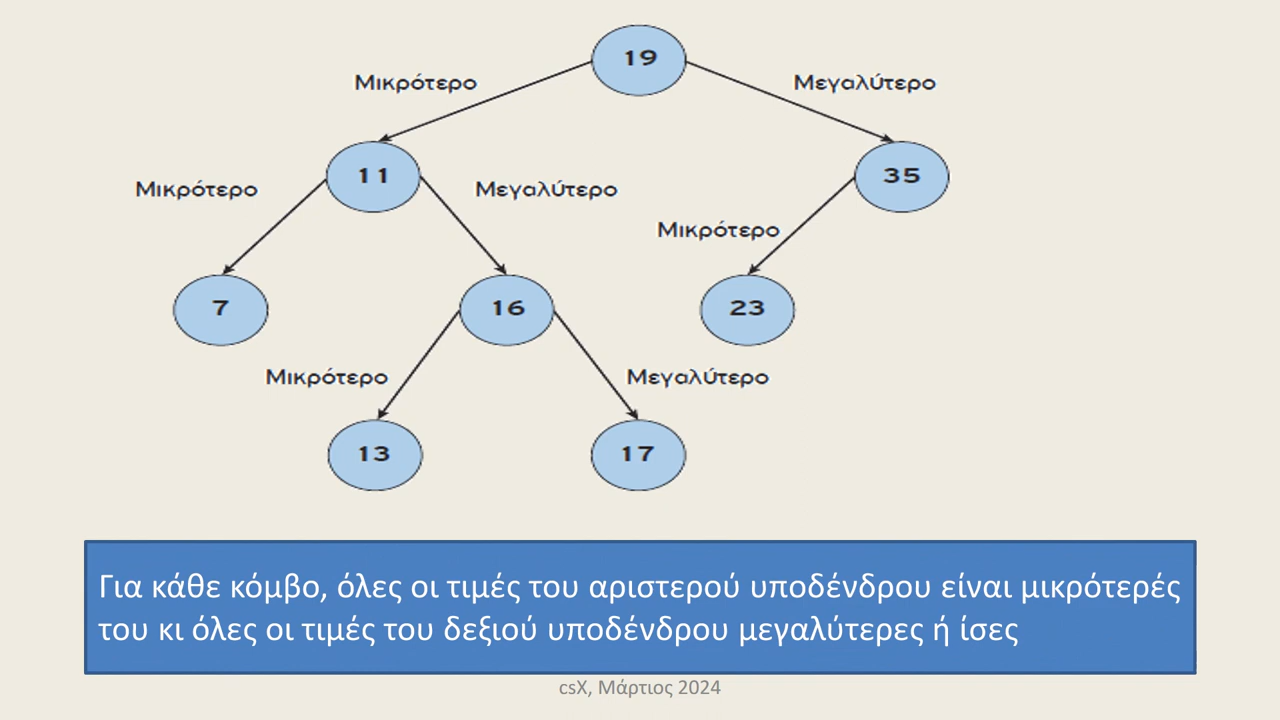 19
Μικρότερο
Μεγαλύτερο
11
35
Μικρότερο
Μεγαλύτερο
Μικρότερο
7
16
23
Μικρότερο
Μεγαλύτερο
13
17
Για κάθε κόμβο, όλες οι τιμές του αριστερού υποδένδρου είναι μικρότερές
του κι όλες οι τιμές του δεξιού υποδένδρου μεγαλύτερες ή ίσες
csX, Μάρτιος 2024